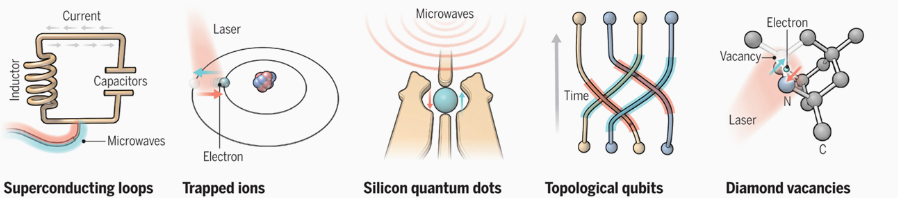 Current
Inductor
Capacitors
Microwaves
Superconducting loops
Laser
Electron
Trapped ions
Microwaves
Silicon quantum dots
Time
Topological qubits
Electron
Vacancy
N
Laser
C
Diamond vacancies